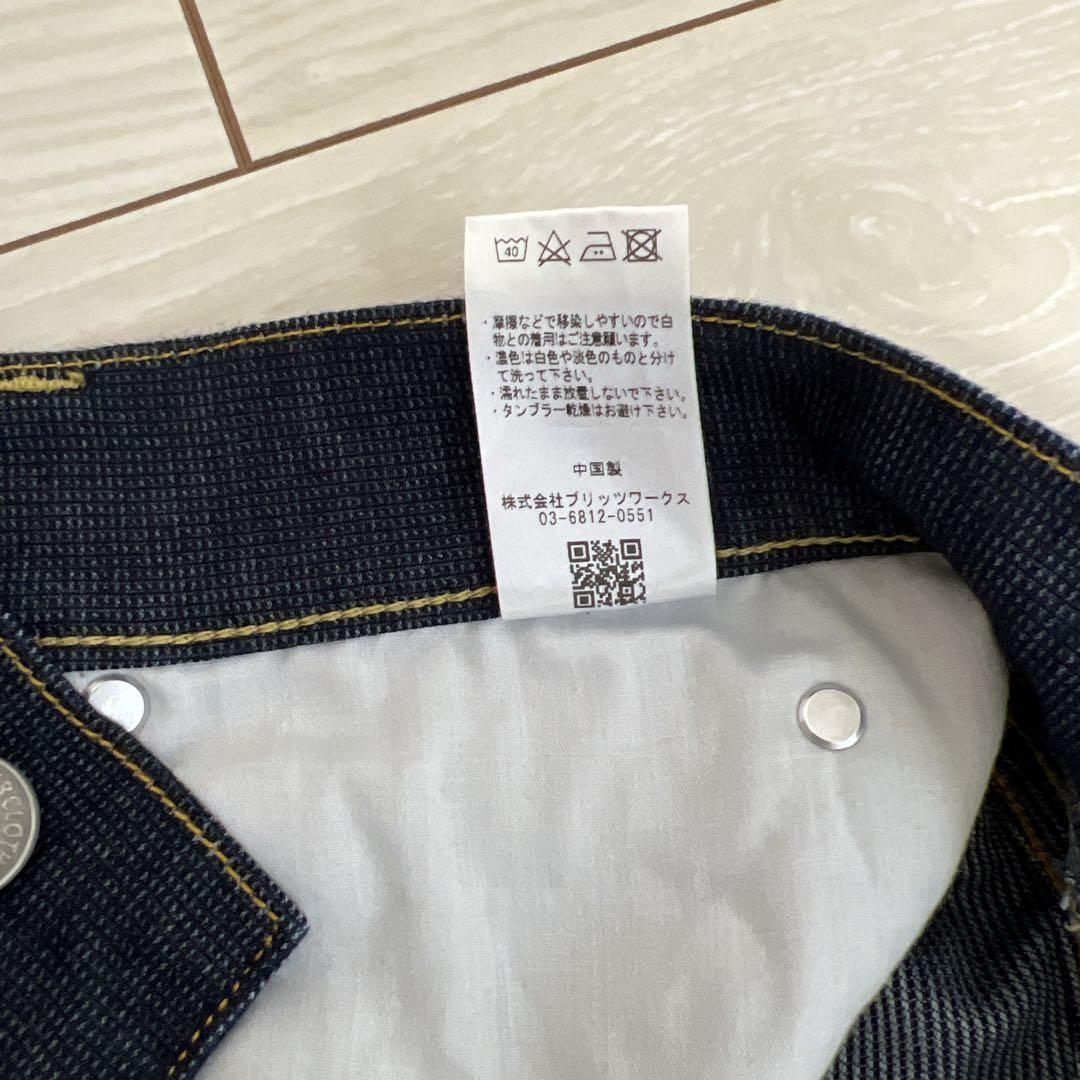 40
・摩擦などで移染しやすいので白
物との着用はご注意願います。
・濃色は白色や淡色のものと分け
て洗って下さい。
・濡れたまま放置しないで下さい。
・タンブラー乾燥はお避け下さい。
中国製
株式会社ブリッツワークス
03-6812-0551